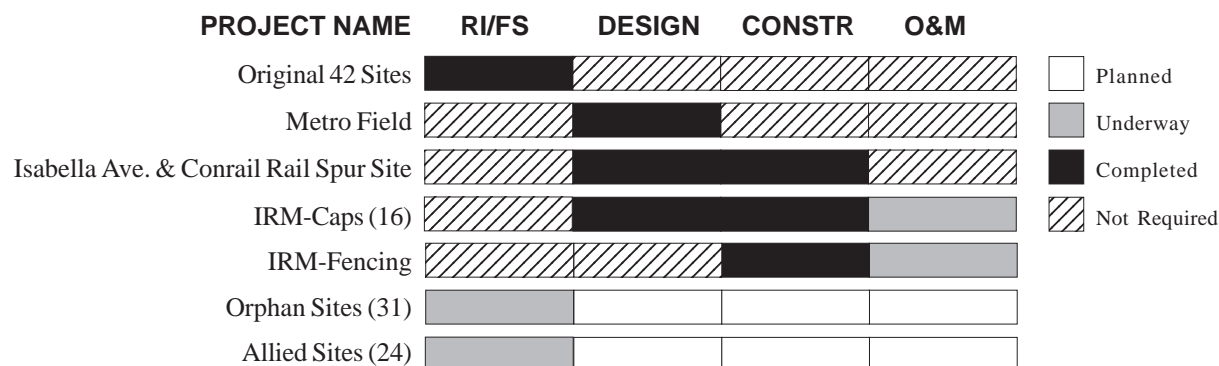 PROJECT NAME RI/FS DESIGN CONSTR O&M
Original 42 Sites
Planned
Metro Field
Underway
Isabella Ave. & Conrail Rail Spur Site
Completed
IRM-Caps (16)
Not Required
IRM-Fencing
Orphan Sites (31)
Allied Sites (24)